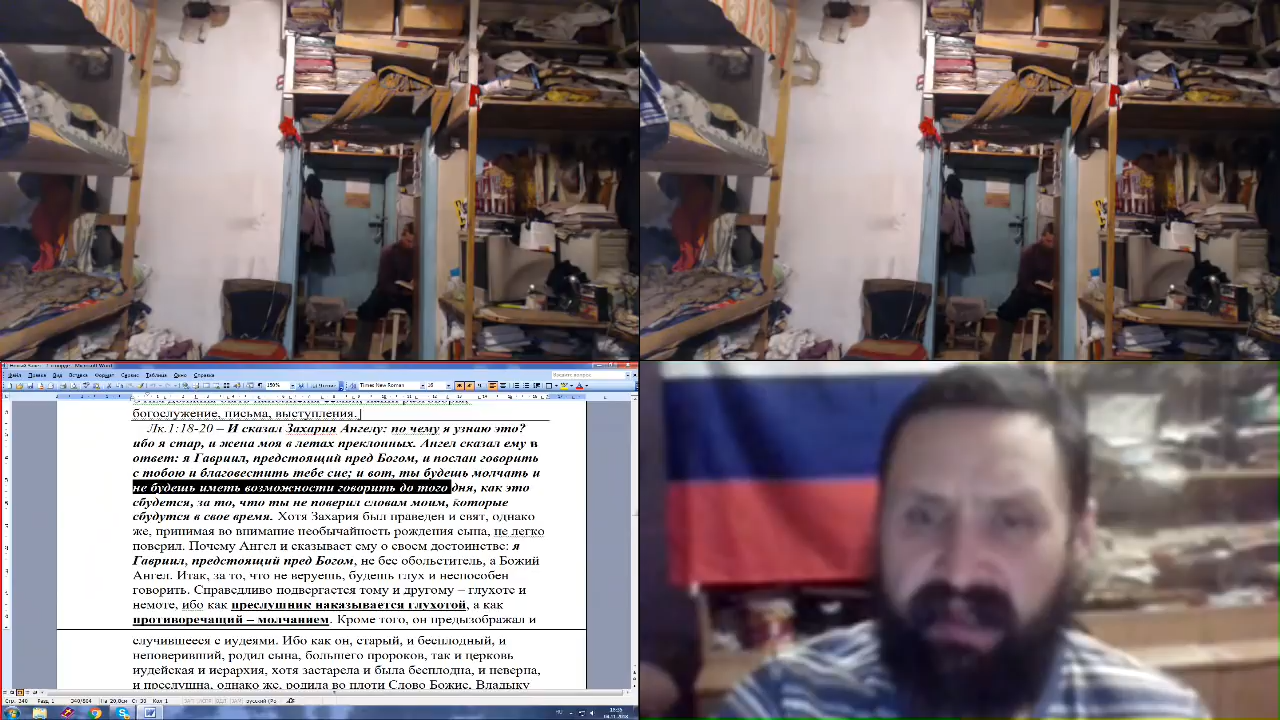 богослужение, письма, выступления.
Лк.1:18-20 – И сказал Захария Ангелу: по чему я узнаю это?
ибо я стар, и жена моя в летах преклонных. Ангел сказал ему в
ответ: я Гавриил, предстоящий пред Богом, и послан говорить
с тобою и благовестить тебе сие; и вот, ты будешь молчать и
не будешь иметь возможности говорить до того дня, как это
сбудется, за то, что ты не поверил словам моим, которые
сбудутся в свое время. Хотя Захария был праведен и свят, однако
же, принимая во внимание необычайность рождения сына, не легко
поверил. Почему Ангел и сказывает ему о своем достоинстве: я
Гавриил, предстоящий пред Богом, не бес обольститель, а Божий
Ангел. Итак, за то, что не веруешь, будешь глух и неспособен
говорить. Справедливо подвергается тому и другому – глухоте и
немоте, ибо как преслушник наказывается глухотой, а как
противоречащий – молчанием. Кроме того, он предызображал и
случившееся с иудеями. Ибо как он, старый, и бесплодный, и
неповеривший, родил сына, большего пророков, так и церковь
иудейская и иерархия, хотя застарела и была бесплодна, и неверна,
и преслушна, однако же, родила во плоти Слово Божие, Владыку